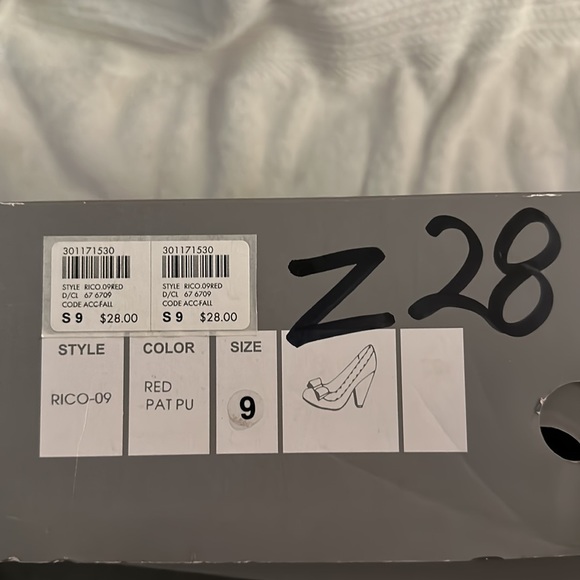 301171530
STYLE RICO.09RED
D/CL 67 6709
CODE ACC-FALL
S 9 $28.00
301171530
STYLE RICO.09RED
D/CL 67 6709
CODE ACC-FALL
S 9 $28.00
Z 28
STYLE COLOR SIZE
RICO-09
RED
PAT PU
9